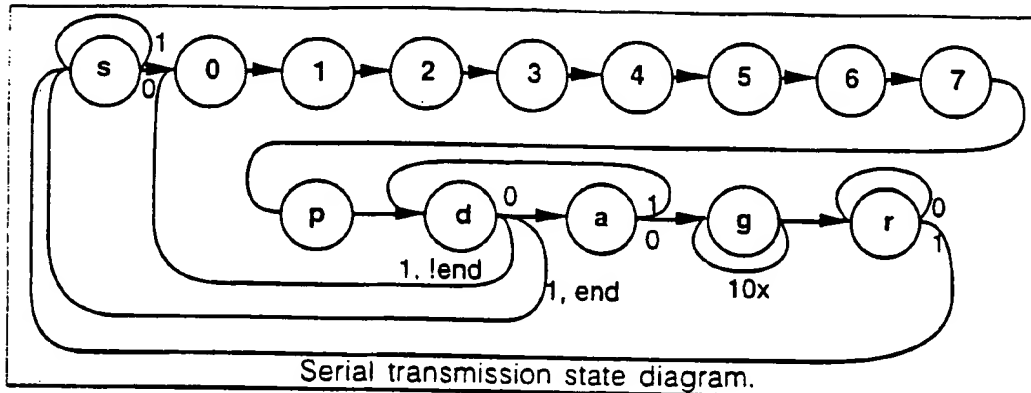 1
s 0 1 2 3 4 5 6 7
0
p d 0 a 1 g r 0
0 1
1, !end 1, end 10x
Serial transmission state diagram.